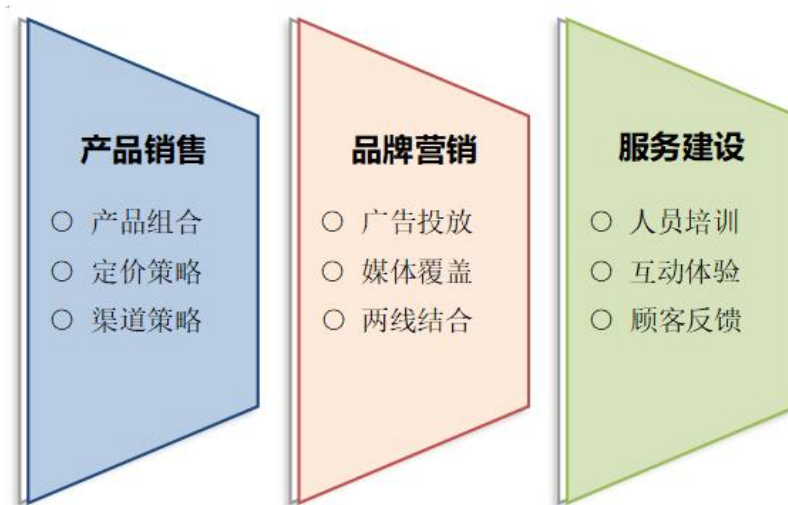 产品销售
○ 产品组合
○ 定价策略
○ 渠道策略
品牌营销
○ 广告投放
○ 媒体覆盖
○ 两线结合
服务建设
○ 人员培训
○ 互动体验
○ 顾客反馈